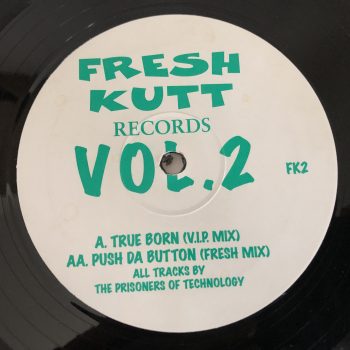 FRESH
KUTT
RECORDS
VOL.2
FK2
A. TRUE BORN (V.I.P. MIX)
AA. PUSH DA BUTTON (FRESH MIX)
ALL TRACKS BY
THE PRISONERS OF TECHNOLOGY